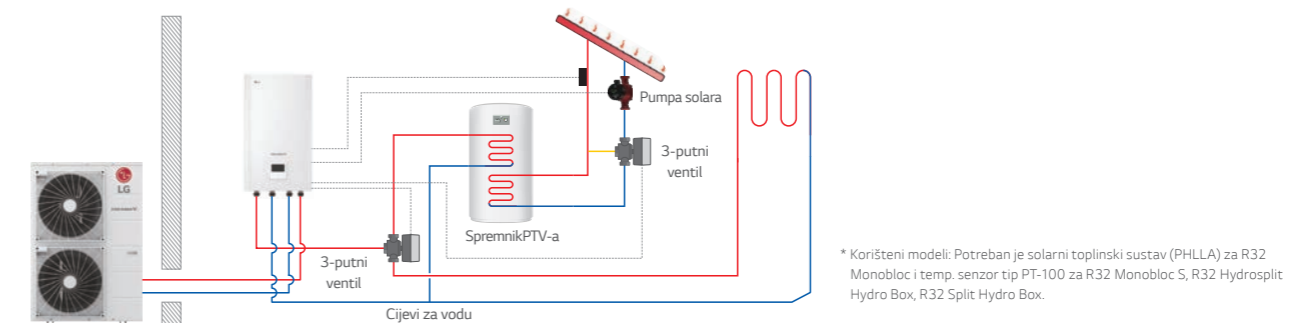 Pumpa solara
3-putni
ventil
LG
SpremnikPTV-a
3-putni
ventil
Cijevi za vodu
* Korišteni modeli: Potreban je solarni toplinski sustav (PHLLA) za R32
Monobloc i temp. senzor tip PT-100 za R32 Monobloc S, R32 Hydrosplit
Hydro Box, R32 Split Hydro Box.